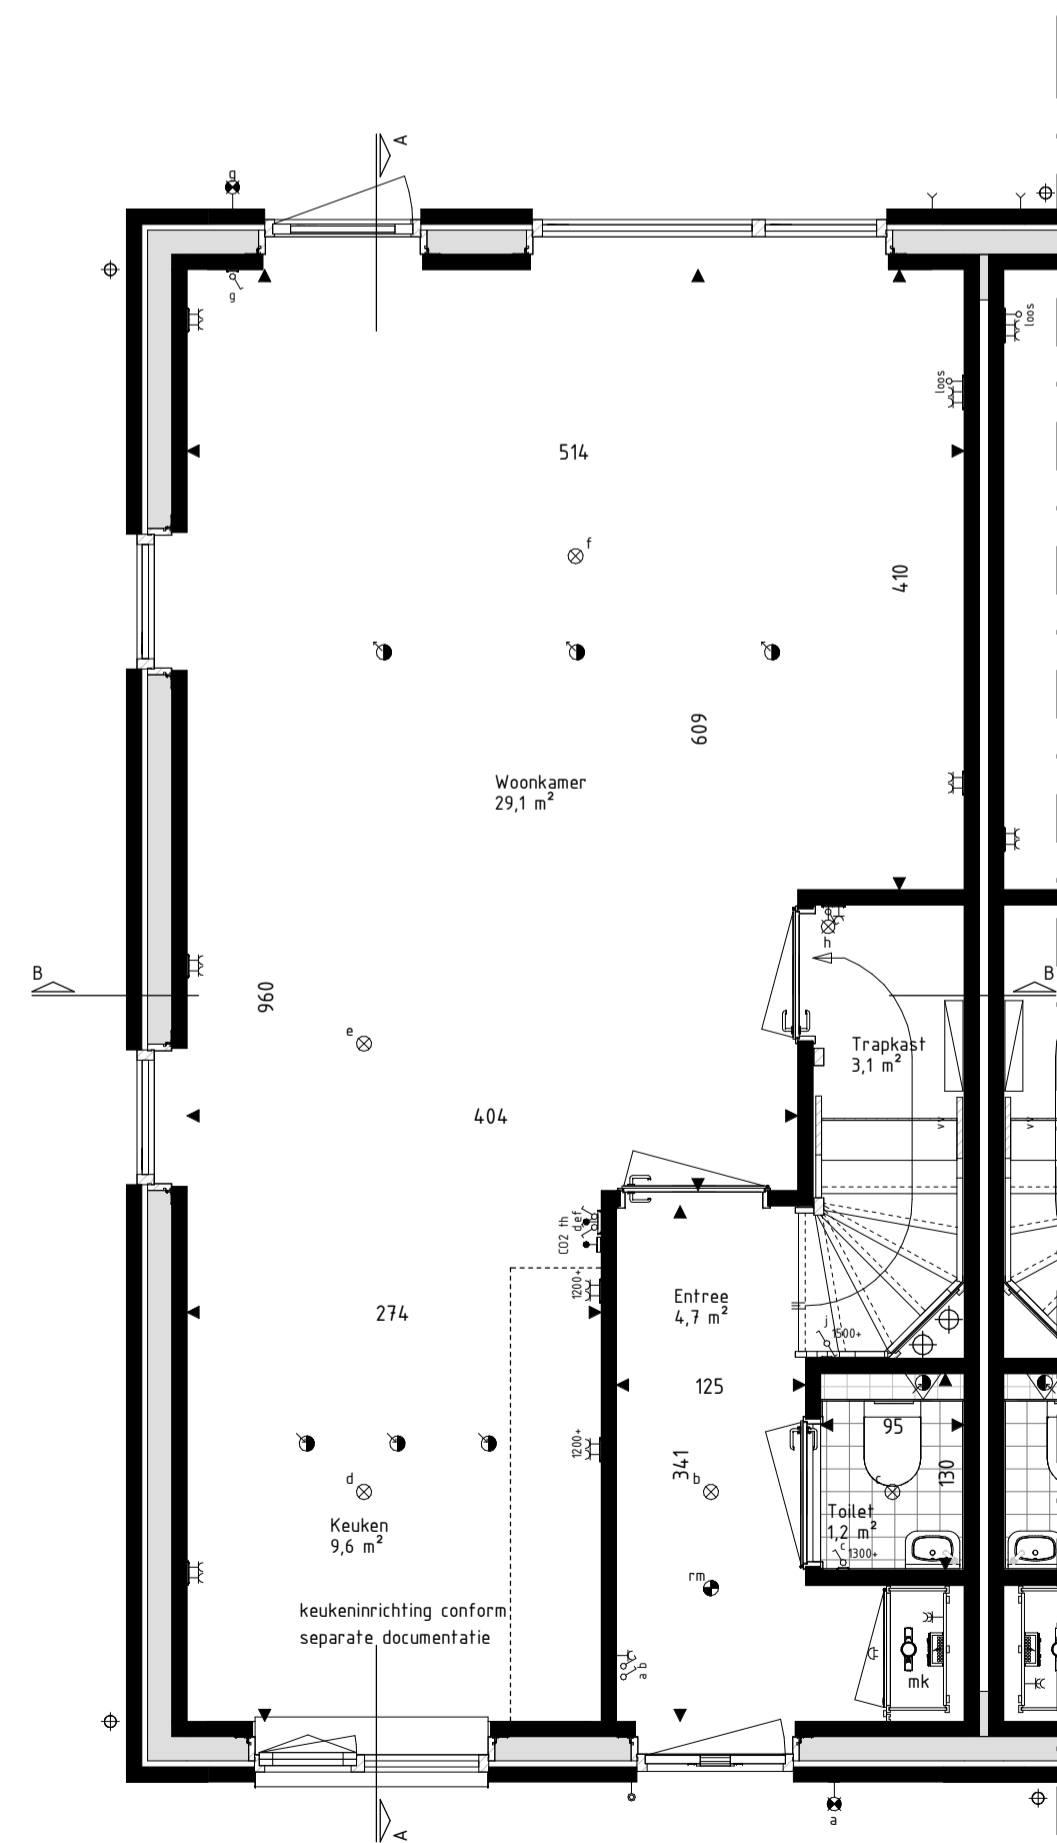 A
g
g
loos
loos
514
f
410
609
Woonkamer
29,1 m²
h
B
B
960
e
Trapkast
3,1 m²
404
vv
vv
CO2 th
d,e,f
1200+
Entree
4,7 m²
274
j
1500+
125
95
1200+
341
130
d
b
c
Keuken
9,6 m²
Toilet
1,2 m²
c
1300+
rm
keukeninrichting conform
separate documentatie
a b
mk
a
A